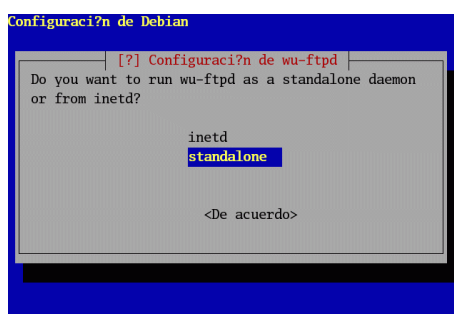 Configuraci?n de Debian
[?] Configuraci?n de wu-ftpd
Do you want to run wu-ftpd as a standalone daemon
or from inetd?
inetd
standalone
<De acuerdo>